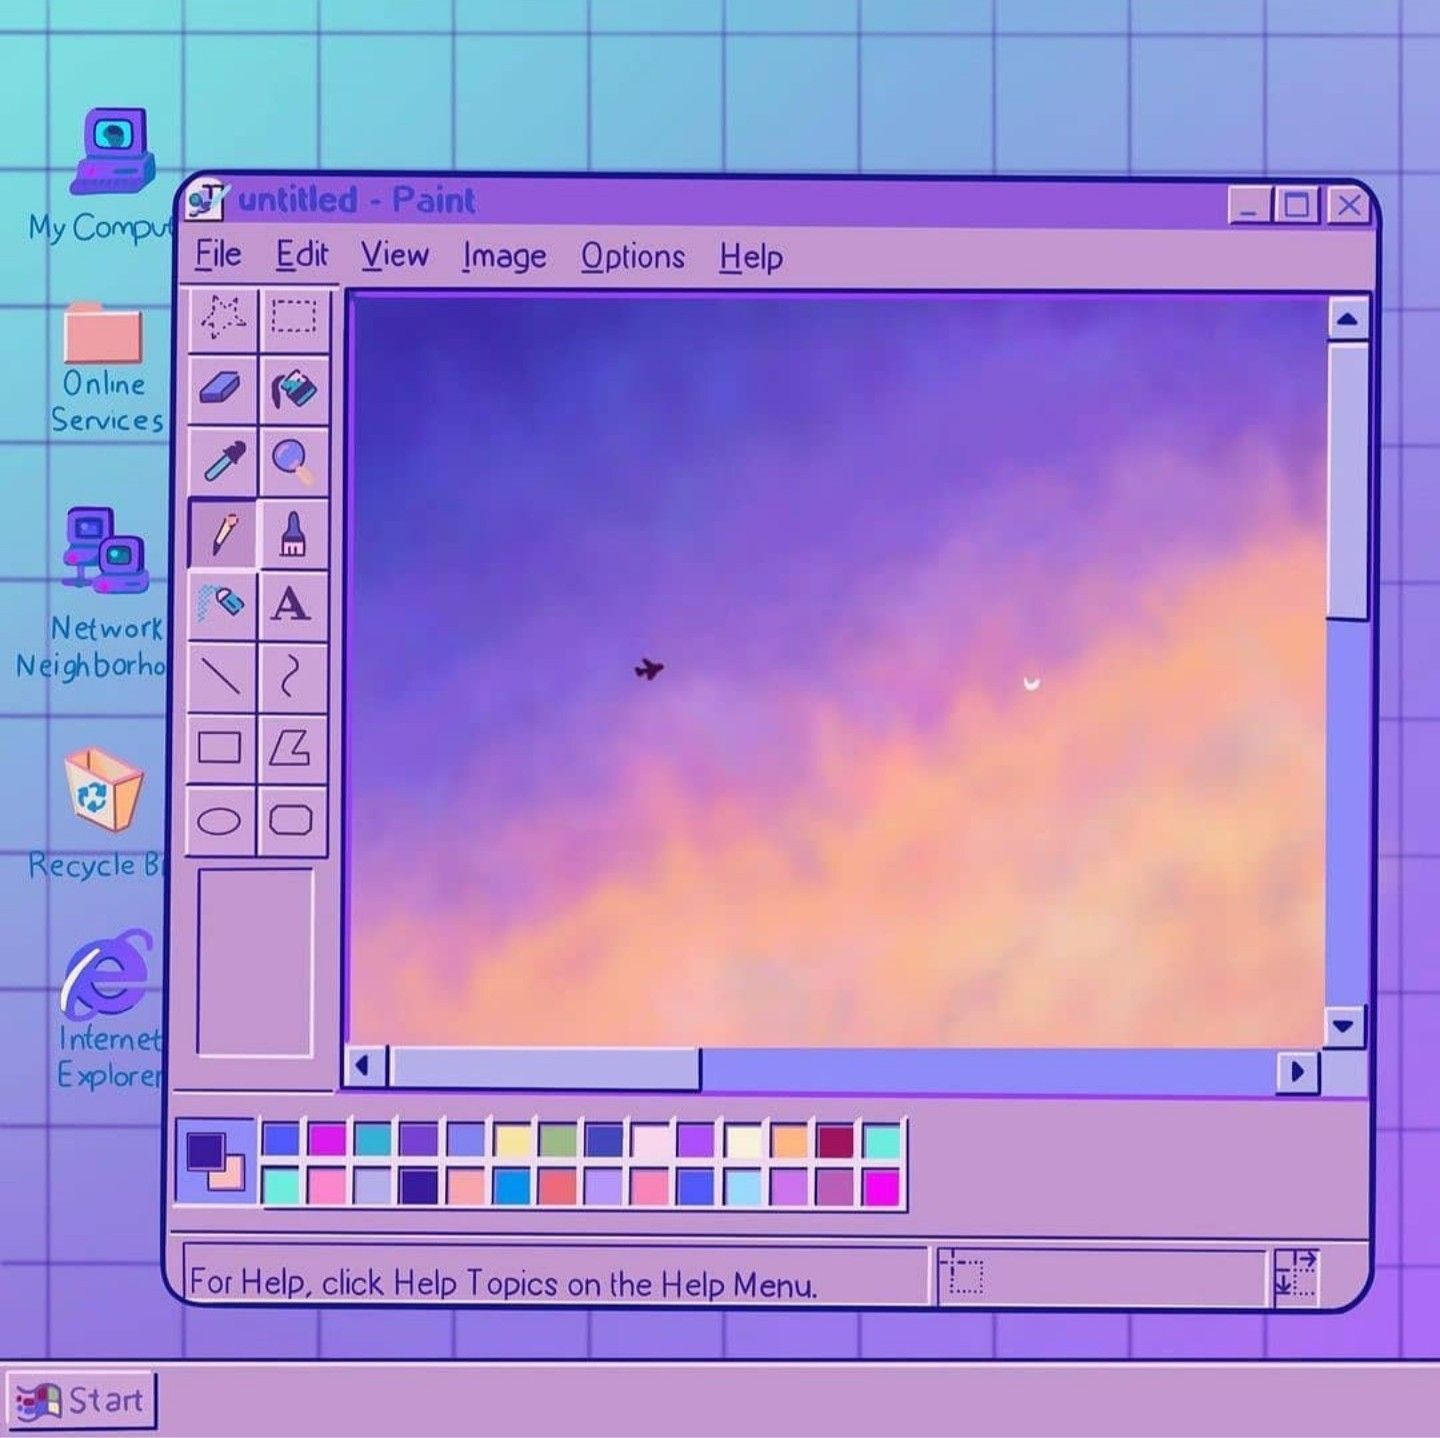 My Comput
Online
Services
Network
Neighborho
Recycle B
Internet
Explorer
untitled - Paint
File Edit View Image Options Help
A
For Help, click Help Topics on the Help Menu.
Start